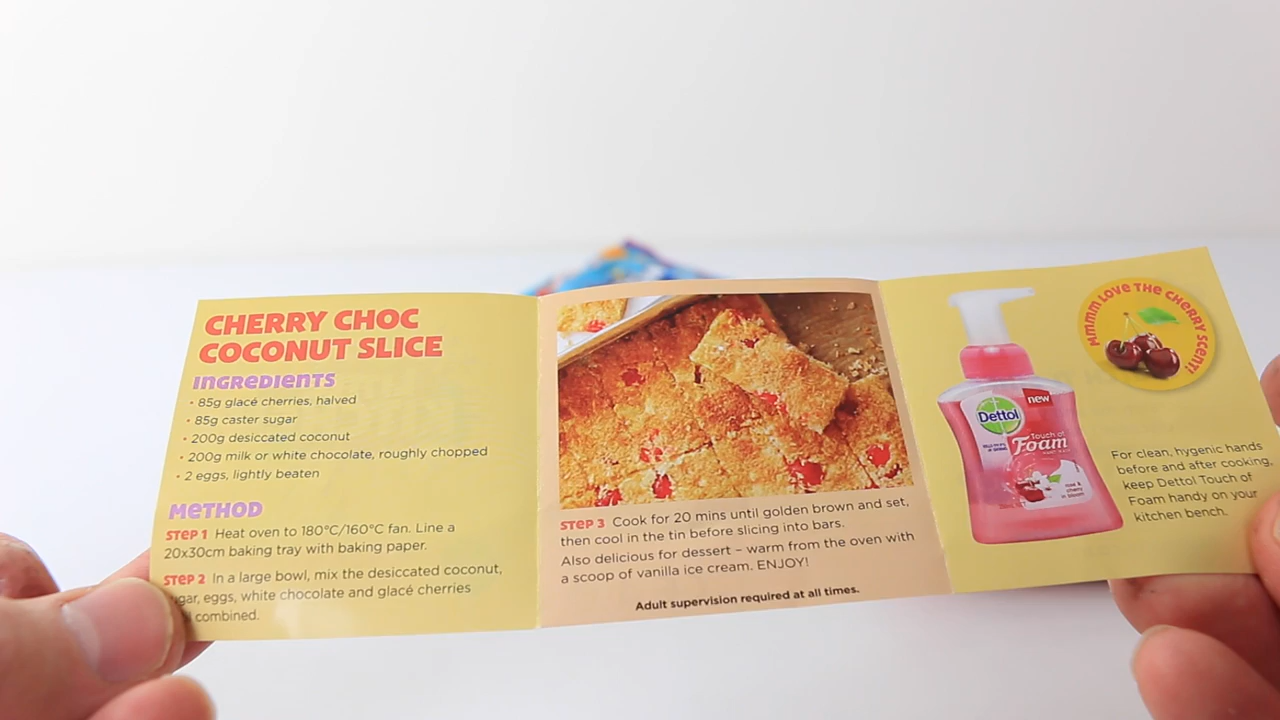 CHERRY CHOC
COCONUT SLICE
INGREDIENTS
• 85g glacé cherries, halved
• 85g caster sugar
• 200g desiccated coconut
• 200g milk or white chocolate, roughly chopped
• 2 eggs, lightly beaten
METHOD
STEP 1 Heat oven to 180°C/160°C fan. Line a
20x30cm baking tray with baking paper.
STEP 2 In a large bowl, mix the desiccated coconut,
gar, eggs, white chocolate and glacé cherries
combined.
STEP 3 Cook for 20 mins until golden brown and set,
then cool in the tin before slicing into bars.
Also delicious for dessert – warm from the oven with
a scoop of vanilla ice cream. ENJOY!
Adult supervision required at all times.
MMMM LOVE THE CHERRY SCENT!
new
Dettol
Touch of
Foam
rose &
cherry
in bloom
For clean, hygenic hands
before and after cooking,
keep Dettol Touch of
Foam handy on your
kitchen bench.